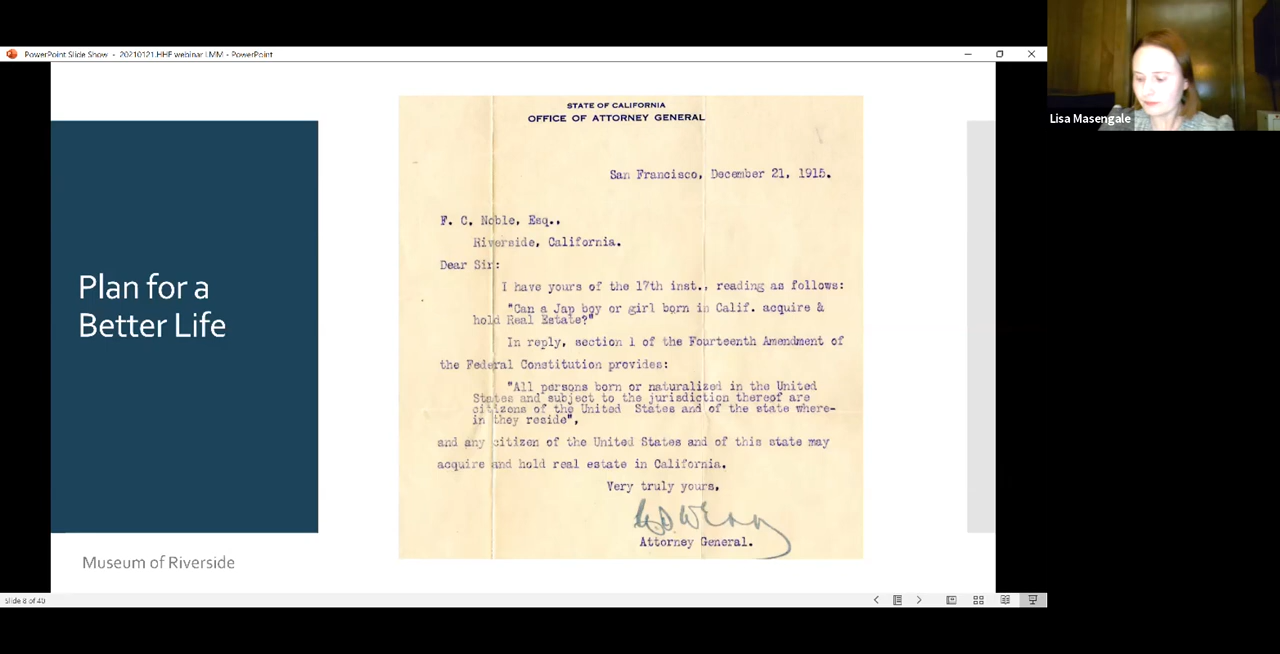 PowerPoint Slide Show - 20210121.HHF webinar LMM - PowerPoint
Lisa Masengale
STATE OF CALIFORNIA
OFFICE OF ATTORNEY GENERAL
San Francisco, December 21, 1915.
F. C. Noble, Esq.,
Riverside, California.
Dear Sir:
I have yours of the 17th inst., reading as follows:
"Can a Jap boy or girl born in Calif. acquire &
hold Real Estate?"
In reply, section 1 of the Fourteenth Amendment of
the Federal Constitution provides:
"All persons born or naturalized in the United
States and subject to the jurisdiction thereof are
citizens of the United States and of the state where-
in they reside",
and any citizen of the United States and of this state may
acquire and hold real estate in California.
Very truly yours,
Attorney General.
Plan for a
Better Life
Museum of Riverside
Slide 8 of 40